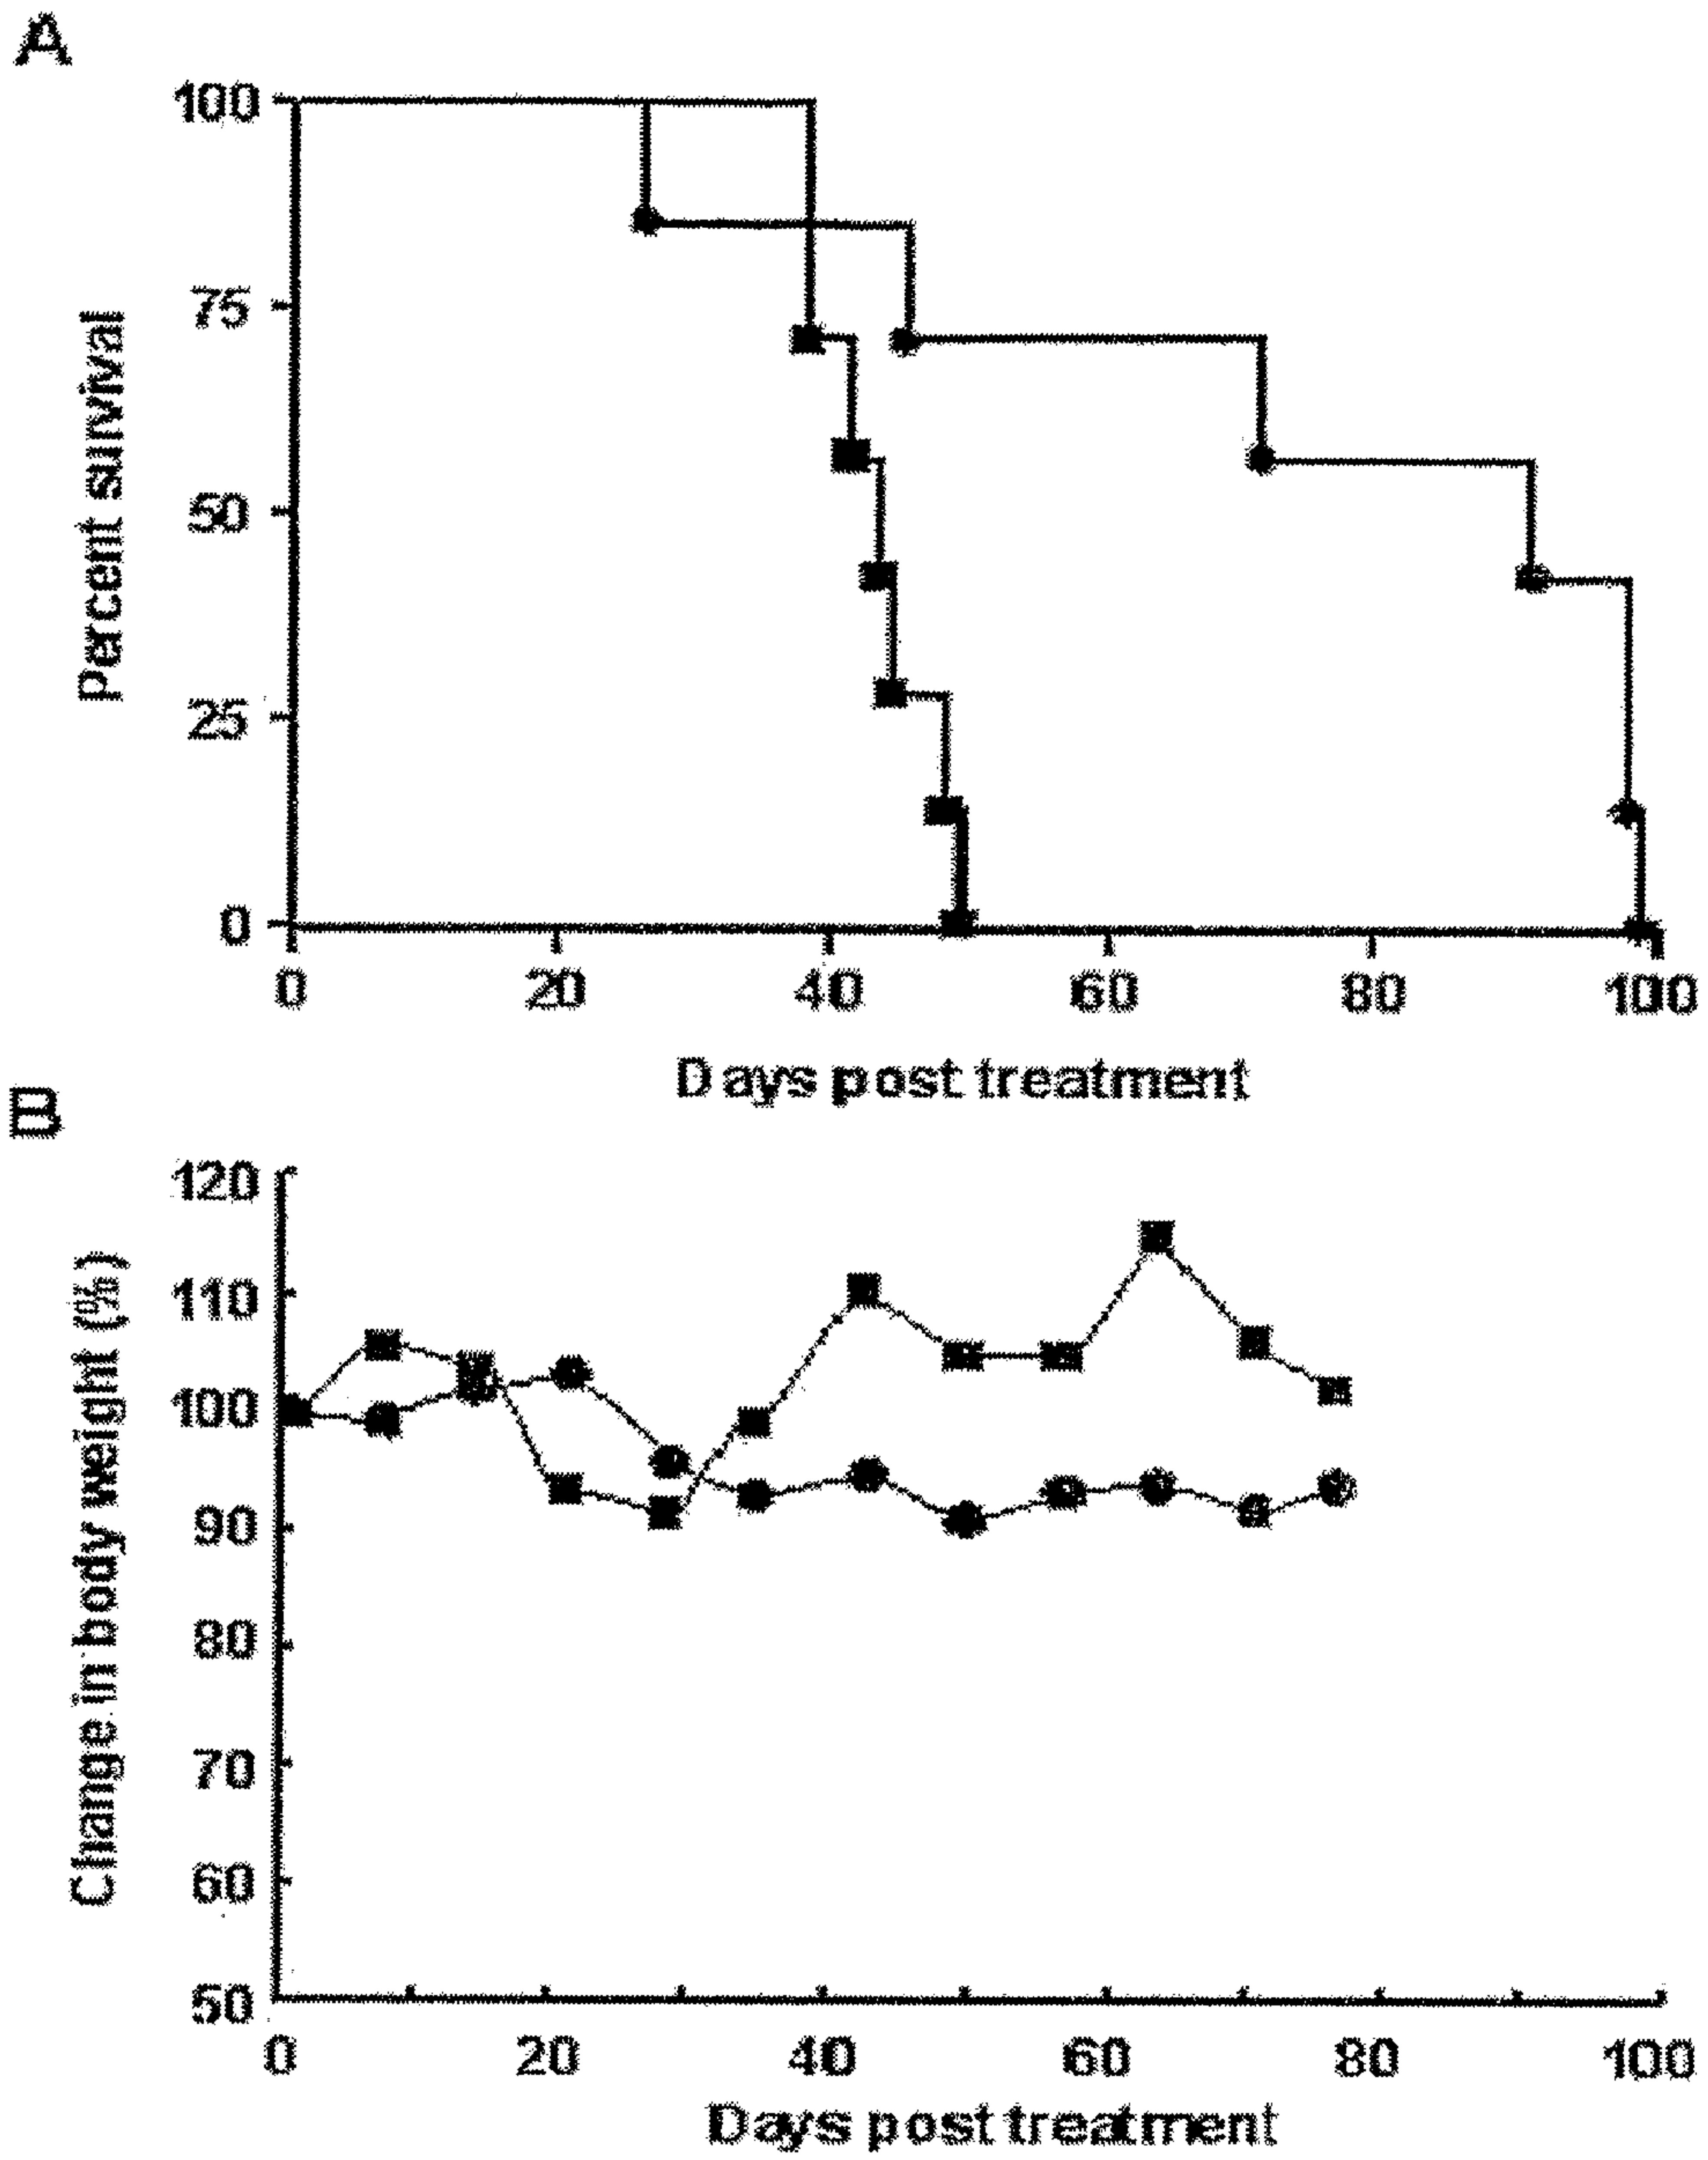 A
100
75
50
25
0
Percent survival
0 20 40 60 80 100
Days post treatment
B
120
110
100
90
80
70
60
50
Change in body weight (%)
0 20 40 60 80 100
Days post treatment